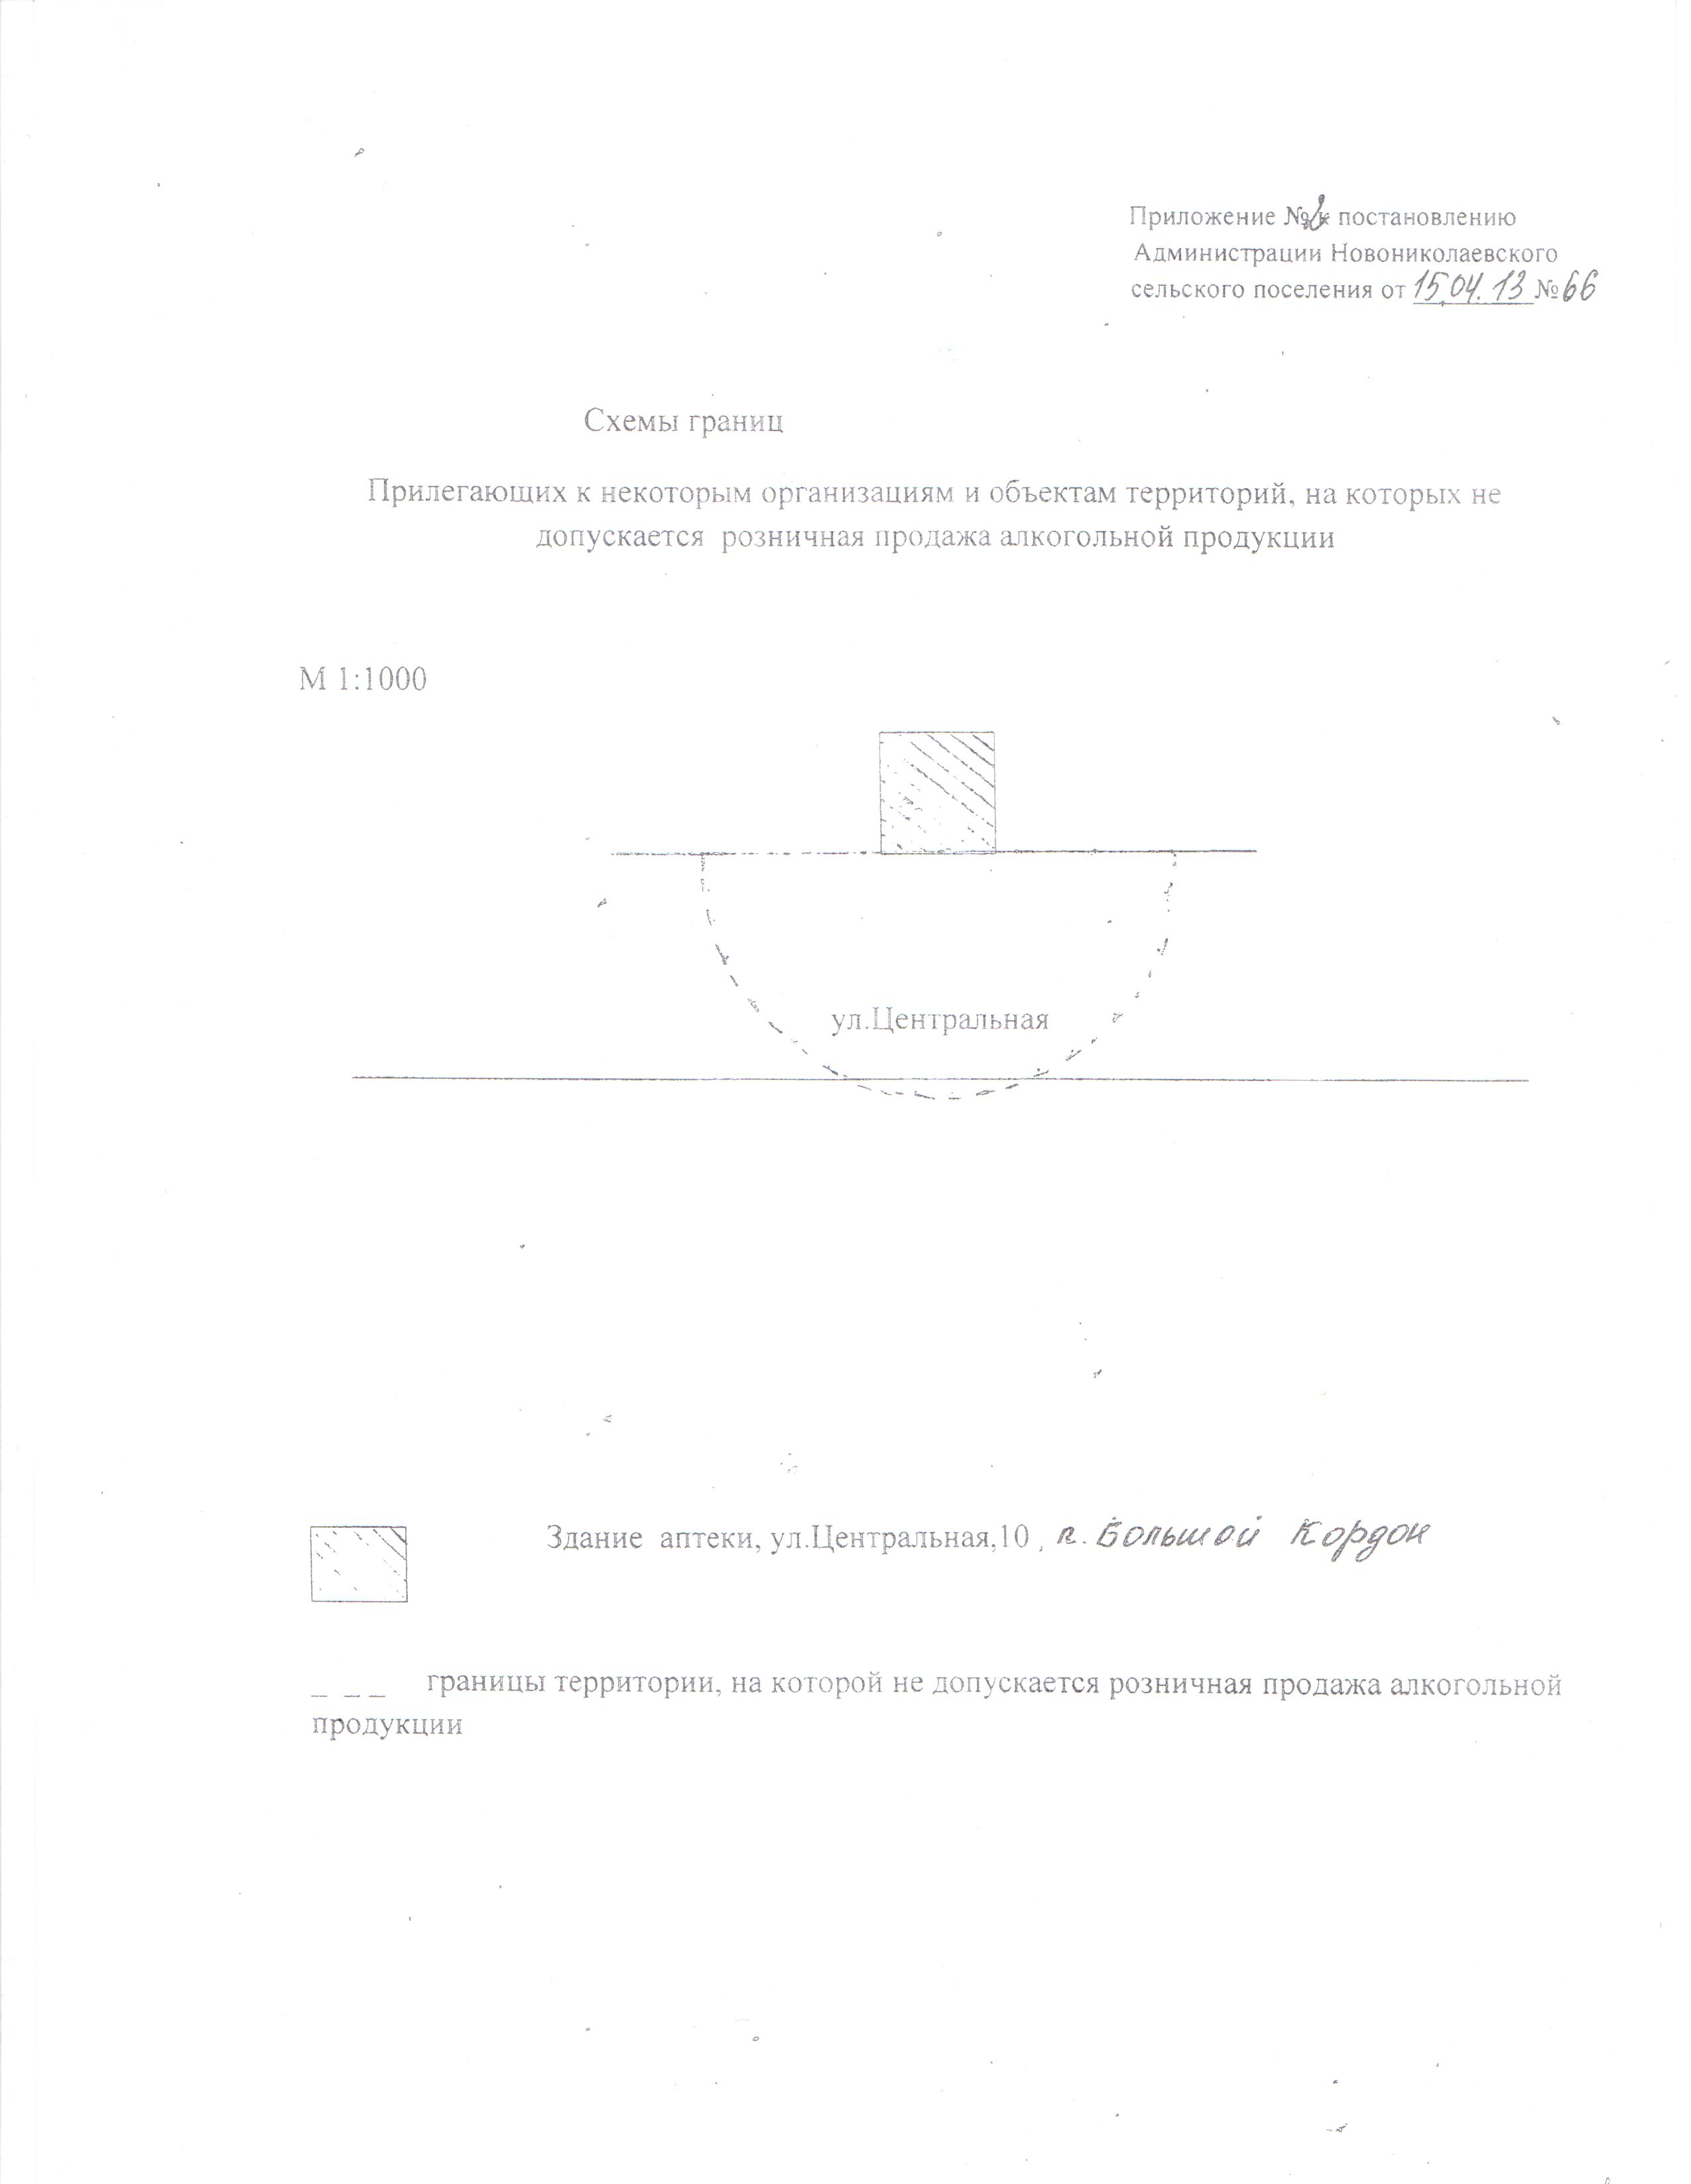 Приложение № к постановлению
Администрации Новониколаевского
сельского поселения от 15.04.13 №66
Схемы границ
Прилегающих к некоторым организациям и объектам территорий, на которых не
допускается розничная продажа алкогольной продукции
М 1:1000
ул.Центральная
Здание аптеки, ул.Центральная,10 , п. Большой Кордон
_ _ _ границы территории, на которой не допускается розничная продажа алкогольной
продукции